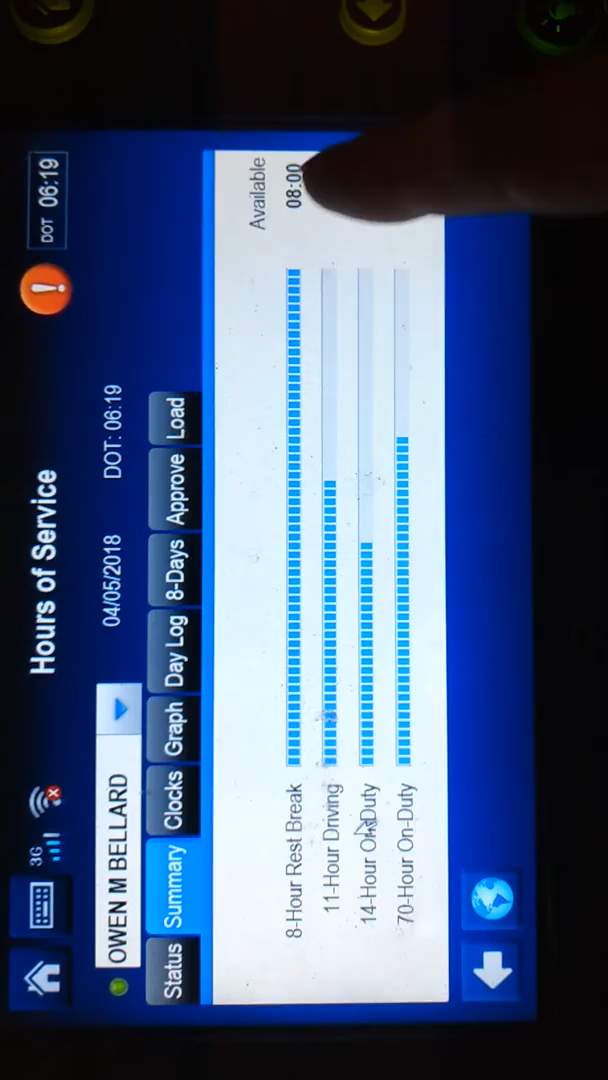 3G
Hours of Service
DOT 06:19
OWEN M BELLARD
04/05/2018
DOT: 06:19
Status
Summary
Clocks
Graph
Day Log
8-Days
Approve
Load
Available
8-Hour Rest Break
08:00
11-Hour Driving
14-Hour On-Duty
70-Hour On-Duty